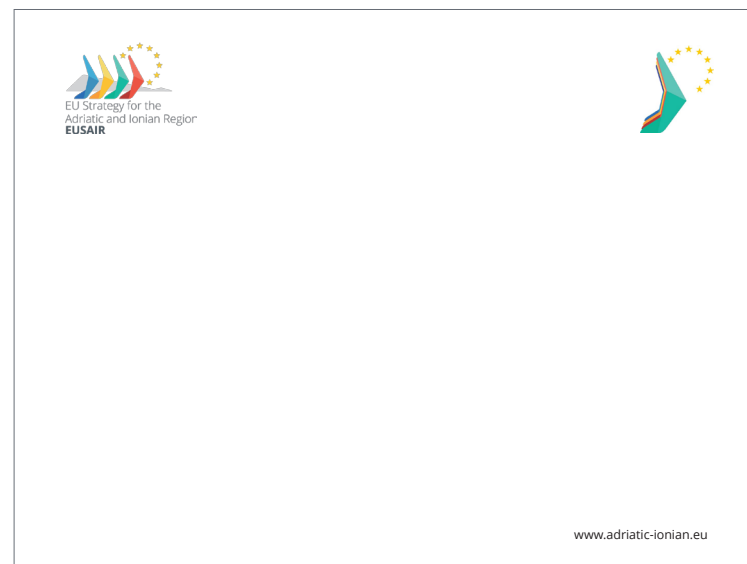 EU Strategy for the
Adriatic and Ionian Region
EUSAIR
www.adriatic-ionian.eu